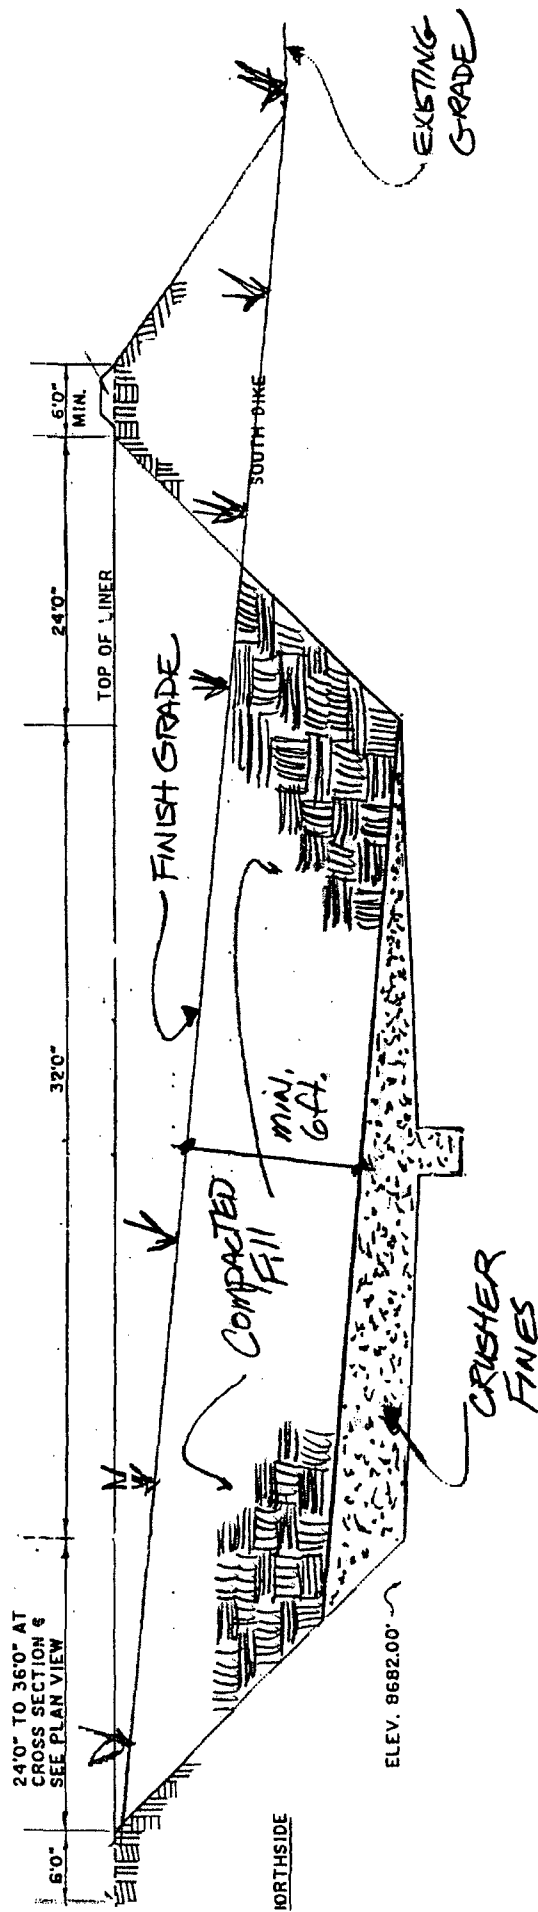 6'0"
24'0" TO 36'0" AT
CROSS SECTION 6
SEE PLAN VIEW
32'0"
24'0"
6'0"
MIN.
TOP OF LINER
FINISH GRADE
SOUTH DIKE
EXISTING
GRADE
COMPACTED
Fill
min.
6ft.
CRUSHER
FINES
ELEV. 8682.00'
NORTHSIDE